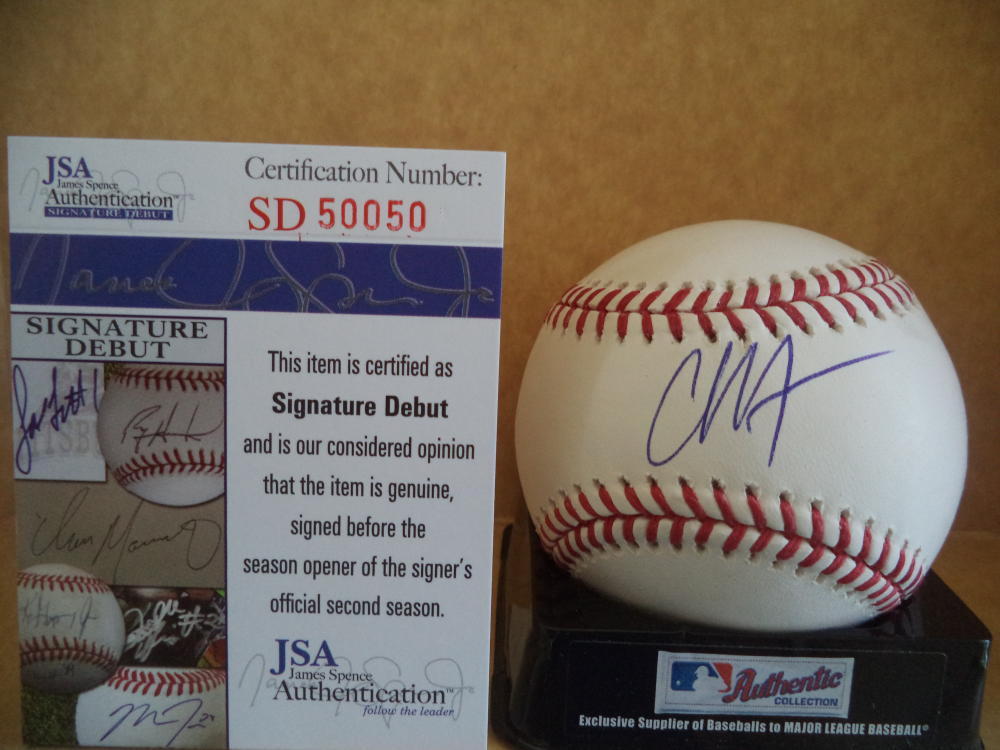 JSA
James Spence
Authentication™
SIGNATURE DEBUT
Certification Number:
SD 50050
SIGNATURE
DEBUT
This item is certified as
Signature Debut
and is our considered opinion
that the item is genuine,
signed before the
season opener of the signer's
official second season.
JSA
James Spence
Authentication™
follow the leader
Authentic
COLLECTION
Exclusive Supplier of Baseballs to MAJOR LEAGUE BASEBALL®